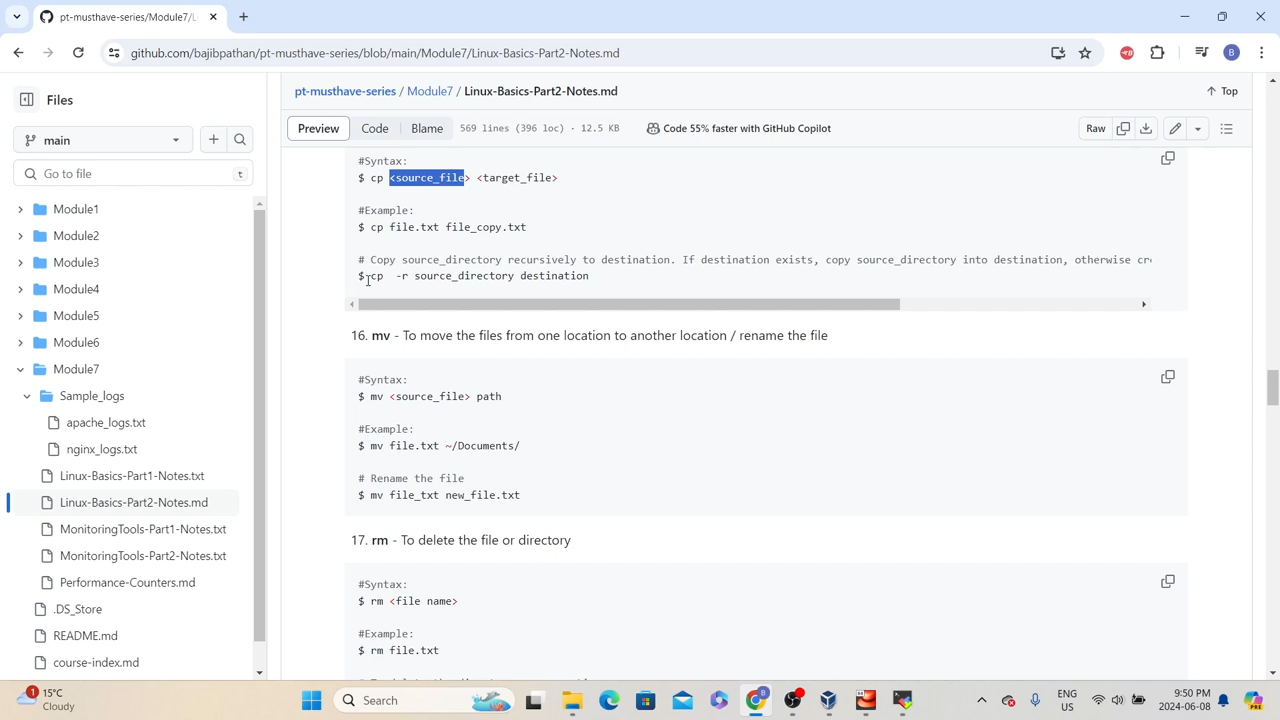 pt-musthave-series/Module7/Li
github.com/bajibpathan/pt-musthave-series/blob/main/Module7/Linux-Basics-Part2-Notes.md
B
Files
main
Go to file
t
Module1
Module2
Module3
Module4
Module5
Module6
Module7
Sample_logs
apache_logs.txt
nginx_logs.txt
Linux-Basics-Part1-Notes.txt
Linux-Basics-Part2-Notes.md
MonitoringTools-Part1-Notes.txt
MonitoringTools-Part2-Notes.txt
Performance-Counters.md
.DS_Store
README.md
course-index.md
pt-musthave-series / Module7 / Linux-Basics-Part2-Notes.md
Top
Preview Code Blame 569 lines (396 loc) · 12.5 KB Code 55% faster with GitHub Copilot
Raw
#Syntax:
$ cp <source_file> <target_file>
#Example:
$ cp file.txt file_copy.txt
# Copy source_directory recursively to destination. If destination exists, copy source_directory into destination, otherwise cre
$ cp -r source_directory destination
16. mv - To move the files from one location to another location / rename the file
#Syntax:
$ mv <source_file> path
#Example:
$ mv file.txt ~/Documents/
# Rename the file
$ mv file_txt new_file.txt
17. rm - To delete the file or directory
#Syntax:
$ rm <file name>
#Example:
$ rm file.txt
1
15°C
Cloudy
Search
8
ENG
US
9:50 PM
2024-06-08
PRE